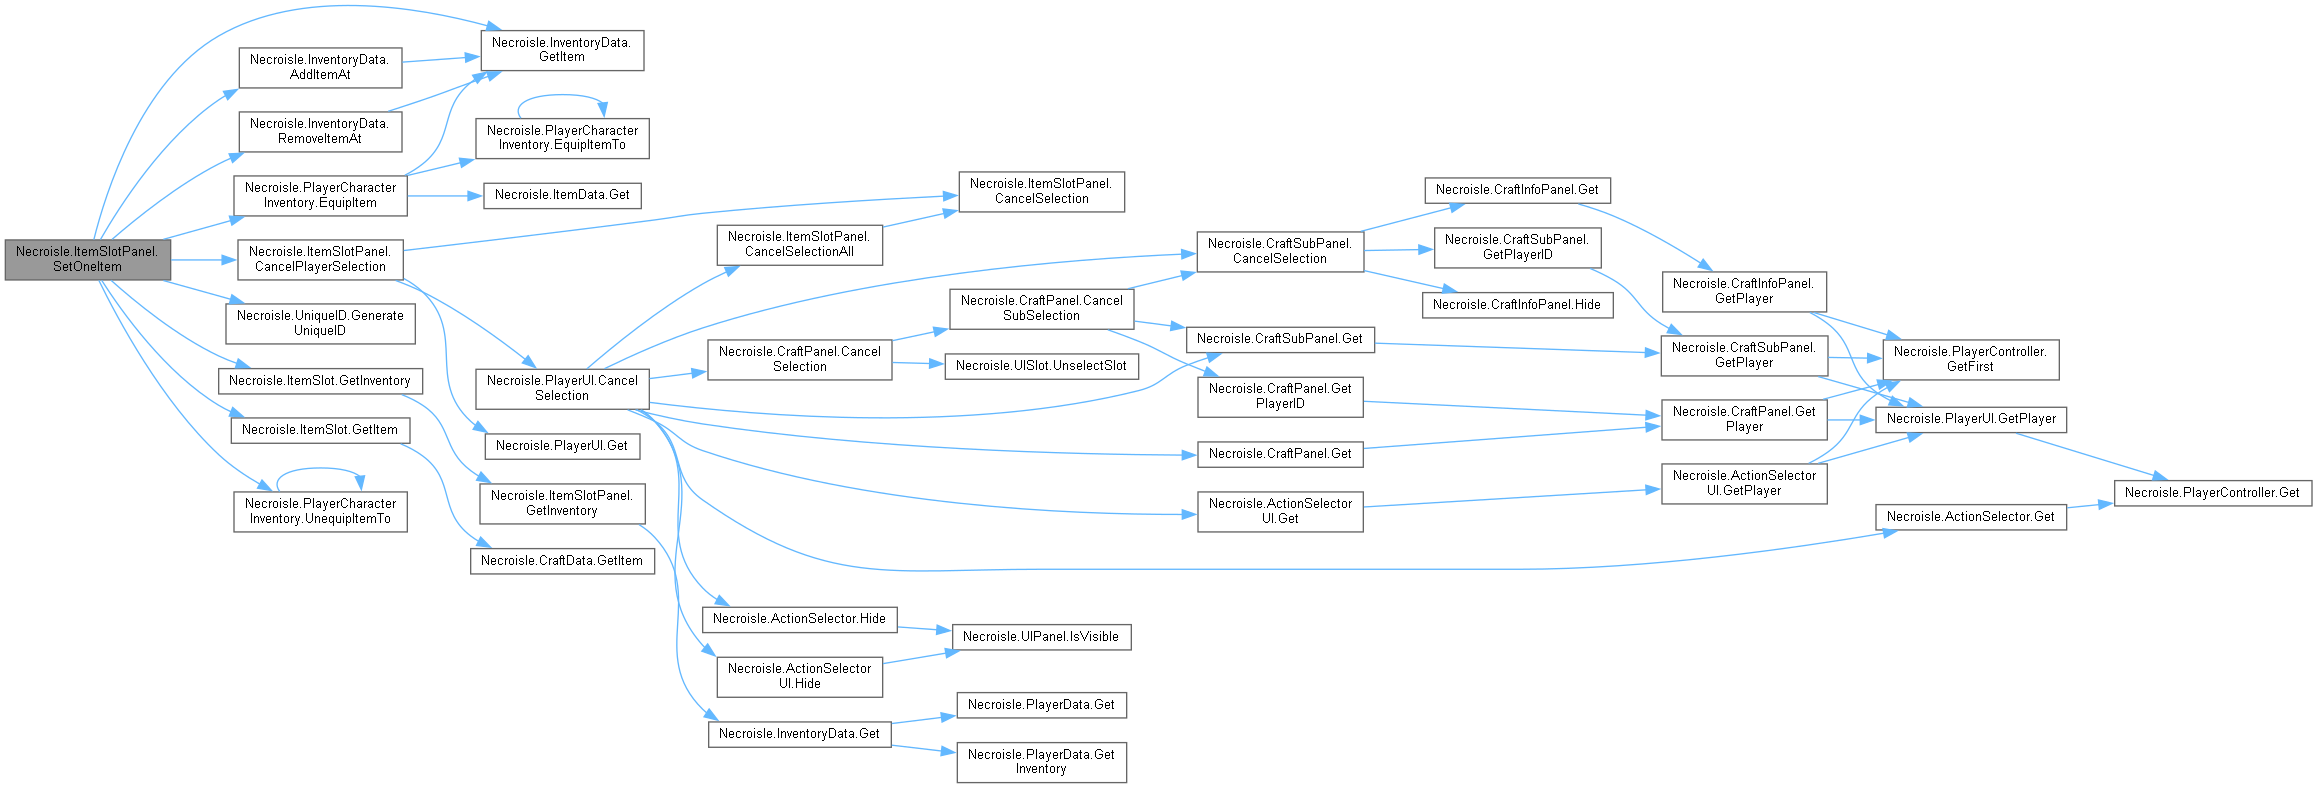 Necroisle.ItemSlotPanel.
SetOneItem
Necroisle.InventoryData.
AddItemAt
Necroisle.InventoryData.
RemoveItemAt
Necroisle.PlayerCharacter
Inventory.EquipItem
Necroisle.ItemSlotPanel.
CancelPlayerSelection
Necroisle.UniqueID.Generate
UniqueID
Necroisle.ItemSlot.GetInventory
Necroisle.ItemSlot.GetItem
Necroisle.PlayerCharacter
Inventory.UnequipItemTo
Necroisle.InventoryData.
GetItem
Necroisle.PlayerCharacter
Inventory.EquipItemTo
Necroisle.ItemData.Get
Necroisle.PlayerUI.Cancel
Selection
Necroisle.PlayerUI.Get
Necroisle.ItemSlotPanel.
GetInventory
Necroisle.CraftData.GetItem
Necroisle.ItemSlotPanel.
CancelSelectionAll
Necroisle.CraftPanel.Cancel
Selection
Necroisle.ActionSelector.Hide
Necroisle.ActionSelector
UI.Hide
Necroisle.InventoryData.Get
Necroisle.ItemSlotPanel.
CancelSelection
Necroisle.CraftPanel.Cancel
SubSelection
Necroisle.UISlot.UnselectSlot
Necroisle.UIPanel.IsVisible
Necroisle.PlayerData.Get
Necroisle.PlayerData.Get
Inventory
Necroisle.CraftSubPanel.
CancelSelection
Necroisle.CraftSubPanel.Get
Necroisle.CraftPanel.Get
PlayerID
Necroisle.CraftPanel.Get
Necroisle.ActionSelector
UI.Get
Necroisle.CraftInfoPanel.Get
Necroisle.CraftSubPanel.
GetPlayerID
Necroisle.CraftInfoPanel.Hide
Necroisle.CraftInfoPanel.
GetPlayer
Necroisle.CraftSubPanel.
GetPlayer
Necroisle.CraftPanel.Get
Player
Necroisle.ActionSelector
UI.GetPlayer
Necroisle.PlayerController.
GetFirst
Necroisle.PlayerUI.GetPlayer
Necroisle.ActionSelector.Get
Necroisle.PlayerController.Get